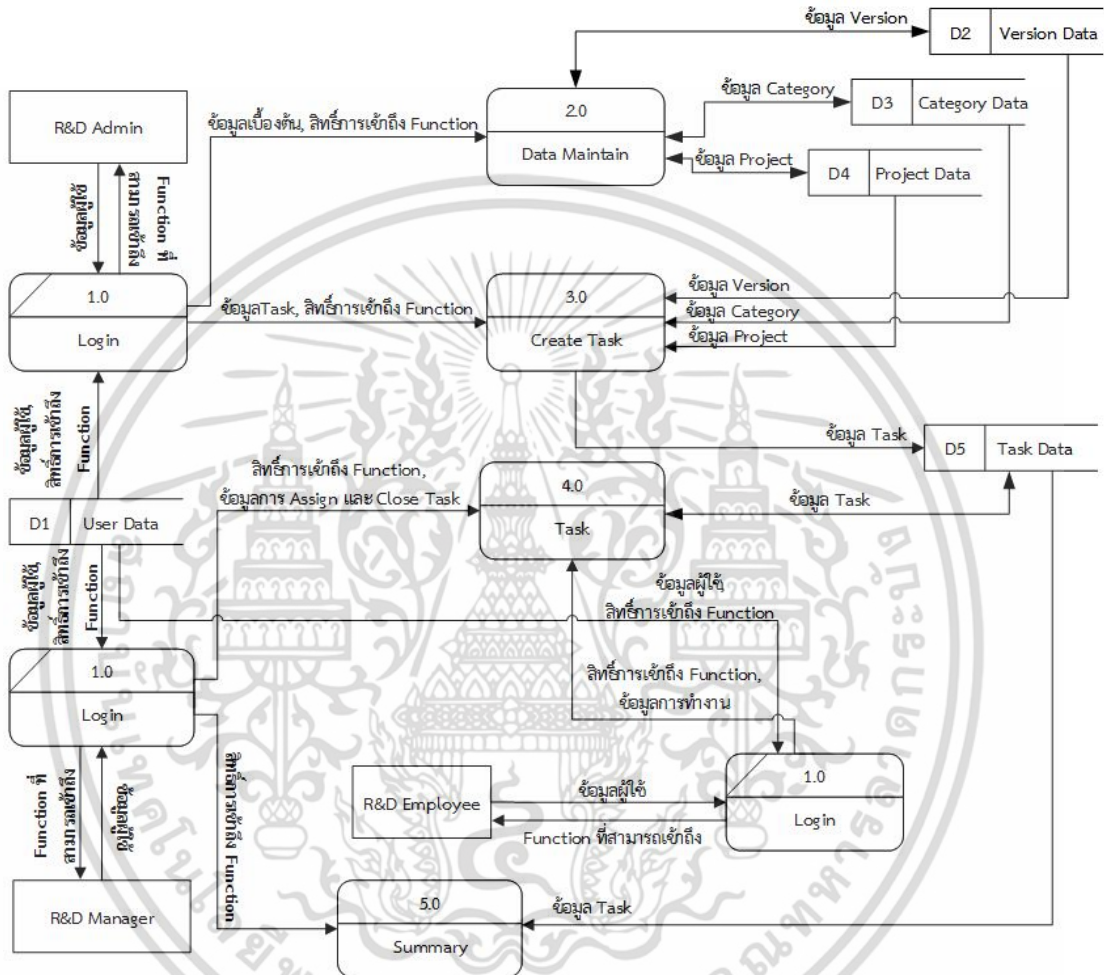 ข้อมูล Version
D2 Version Data
ข้อมูล Category
D3 Category Data
R&D Admin
ข้อมูลเบื้องต้น, สิทธิ์การเข้าถึง Function
2.0
Data Maintain
ข้อมูล Project
D4 Project Data
ข้อมูลผู้ใช้
Function ที่
สามารถเข้าถึง
1.0
Login
ข้อมูลTask, สิทธิ์การเข้าถึง Function
3.0
Create Task
ข้อมูล Version
ข้อมูล Category
ข้อมูล Project
ข้อมูลผู้ใช้,
สิทธิ์การเข้าถึง
Function
ข้อมูล Task
D5 Task Data
สิทธิ์การเข้าถึง Function,
ข้อมูลการ Assign และ Close Task
4.0
Task
ข้อมูล Task
D1 User Data
ข้อมูลผู้ใช้,
สิทธิ์การเข้าถึง
Function
ข้อมูลผู้ใช้,
สิทธิ์การเข้าถึง Function
1.0
Login
สิทธิ์การเข้าถึง Function,
ข้อมูลการทำงาน
R&D Employee
ข้อมูลผู้ใช้
Function ที่สามารถเข้าถึง
1.0
Login
Function ที่
สามารถเข้าถึง
ข้อมูลผู้ใช้
สิทธิ์การเข้าถึง Function
R&D Manager
5.0
Summary
ข้อมูล Task